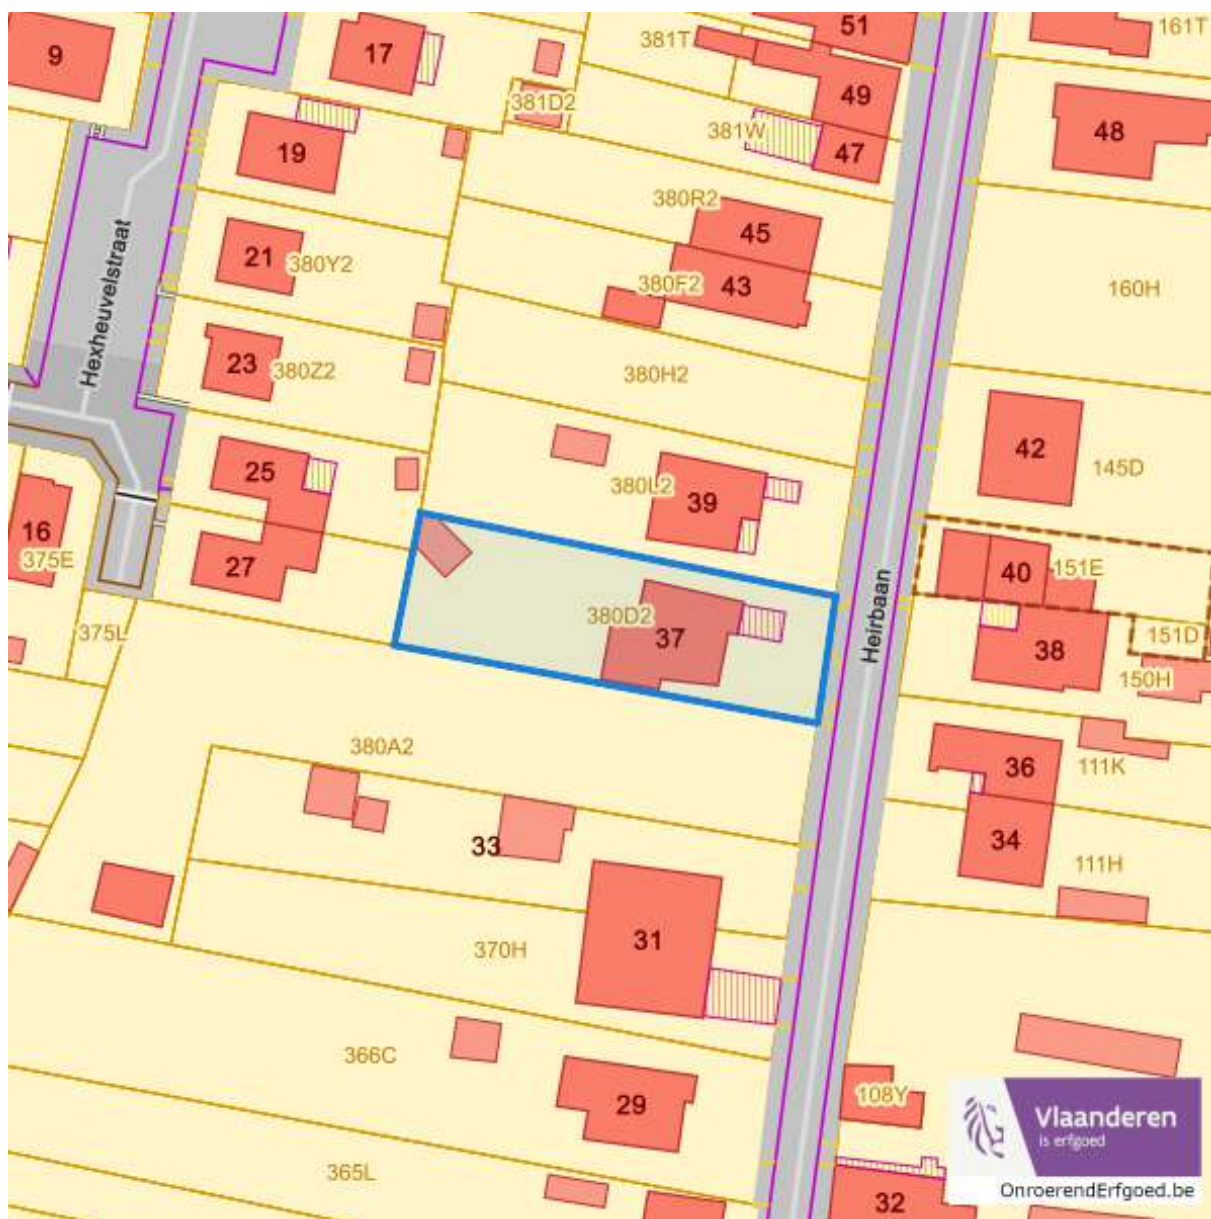 51
161T
381T
9
17
49
381D2
48
381W
47
19
380R2
45
Hexheuvelstraat
21
380Y2
380F2
43
160H
23
380Z2
380H2
42
145D
25
380L2
39
16
375E
27
Heirbaan
40
151E
380D2
37
375L
151D
38
150H
380A2
36
111K
33
34
111H
31
370H
366C
29
108Y
Vlaanderen
is erfgoed
365L
32
OnroerendErfgoed.be